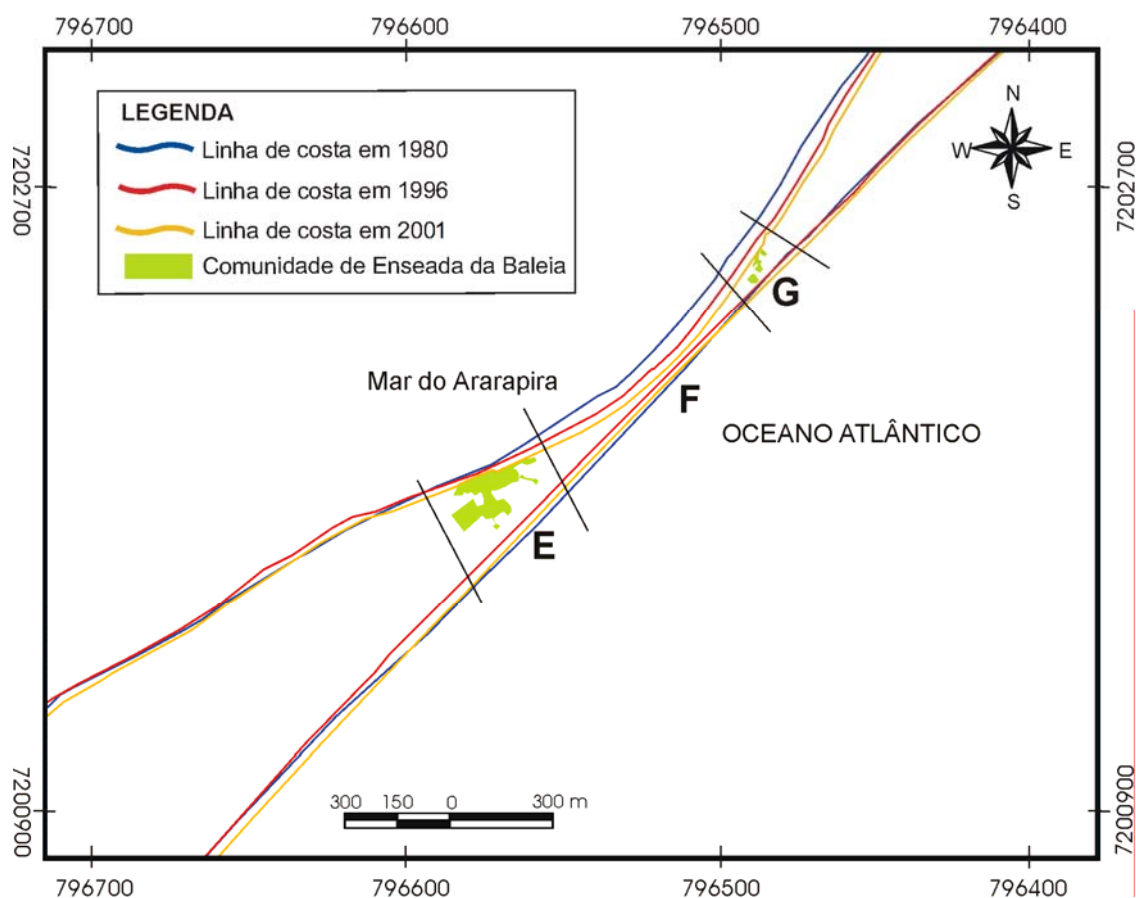 796700 796600 796500 796400
LEGENDA
Linha de costa em 1980
Linha de costa em 1996
Linha de costa em 2001
Comunidade de Enseada da Baleia
N
W E
S
7202700 7202700
G
Mar do Ararapira
F
OCEANO ATLÂNTICO
E
300 150 0 300 m
7200900 7200900
796700 796600 796500 796400